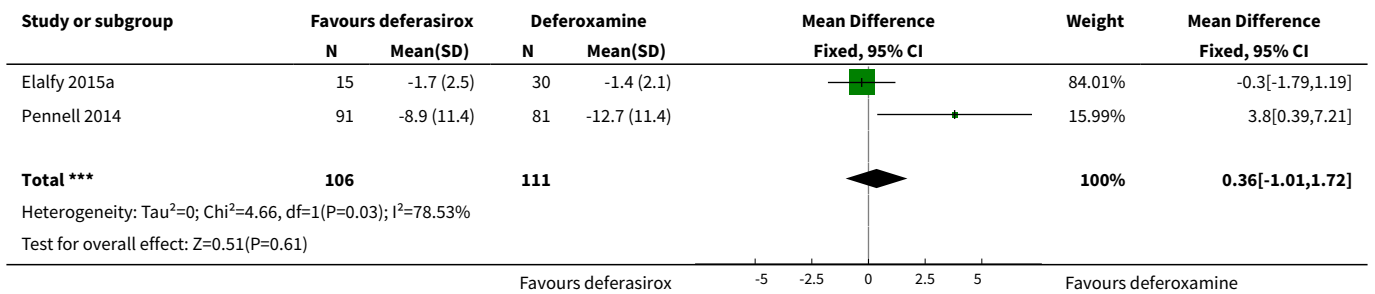 Study or subgroup Favours deferasirox Deferoxamine Mean Difference Weight Mean Difference
N Mean(SD) N Mean(SD) Fixed, 95% CI Fixed, 95% CI
Elalfy 2015a 15 -1.7 (2.5) 30 -1.4 (2.1) 84.01% -0.3[-1.79,1.19]
Pennell 2014 91 -8.9 (11.4) 81 -12.7 (11.4) 15.99% 3.8[0.39,7.21]
Total *** 106 111 100% 0.36[-1.01,1.72]
Heterogeneity: Tau²=0; Chi²=4.66, df=1(P=0.03); I²=78.53%
Test for overall effect: Z=0.51(P=0.61)
Favours deferasirox -5 -2.5 0 2.5 5 Favours deferoxamine